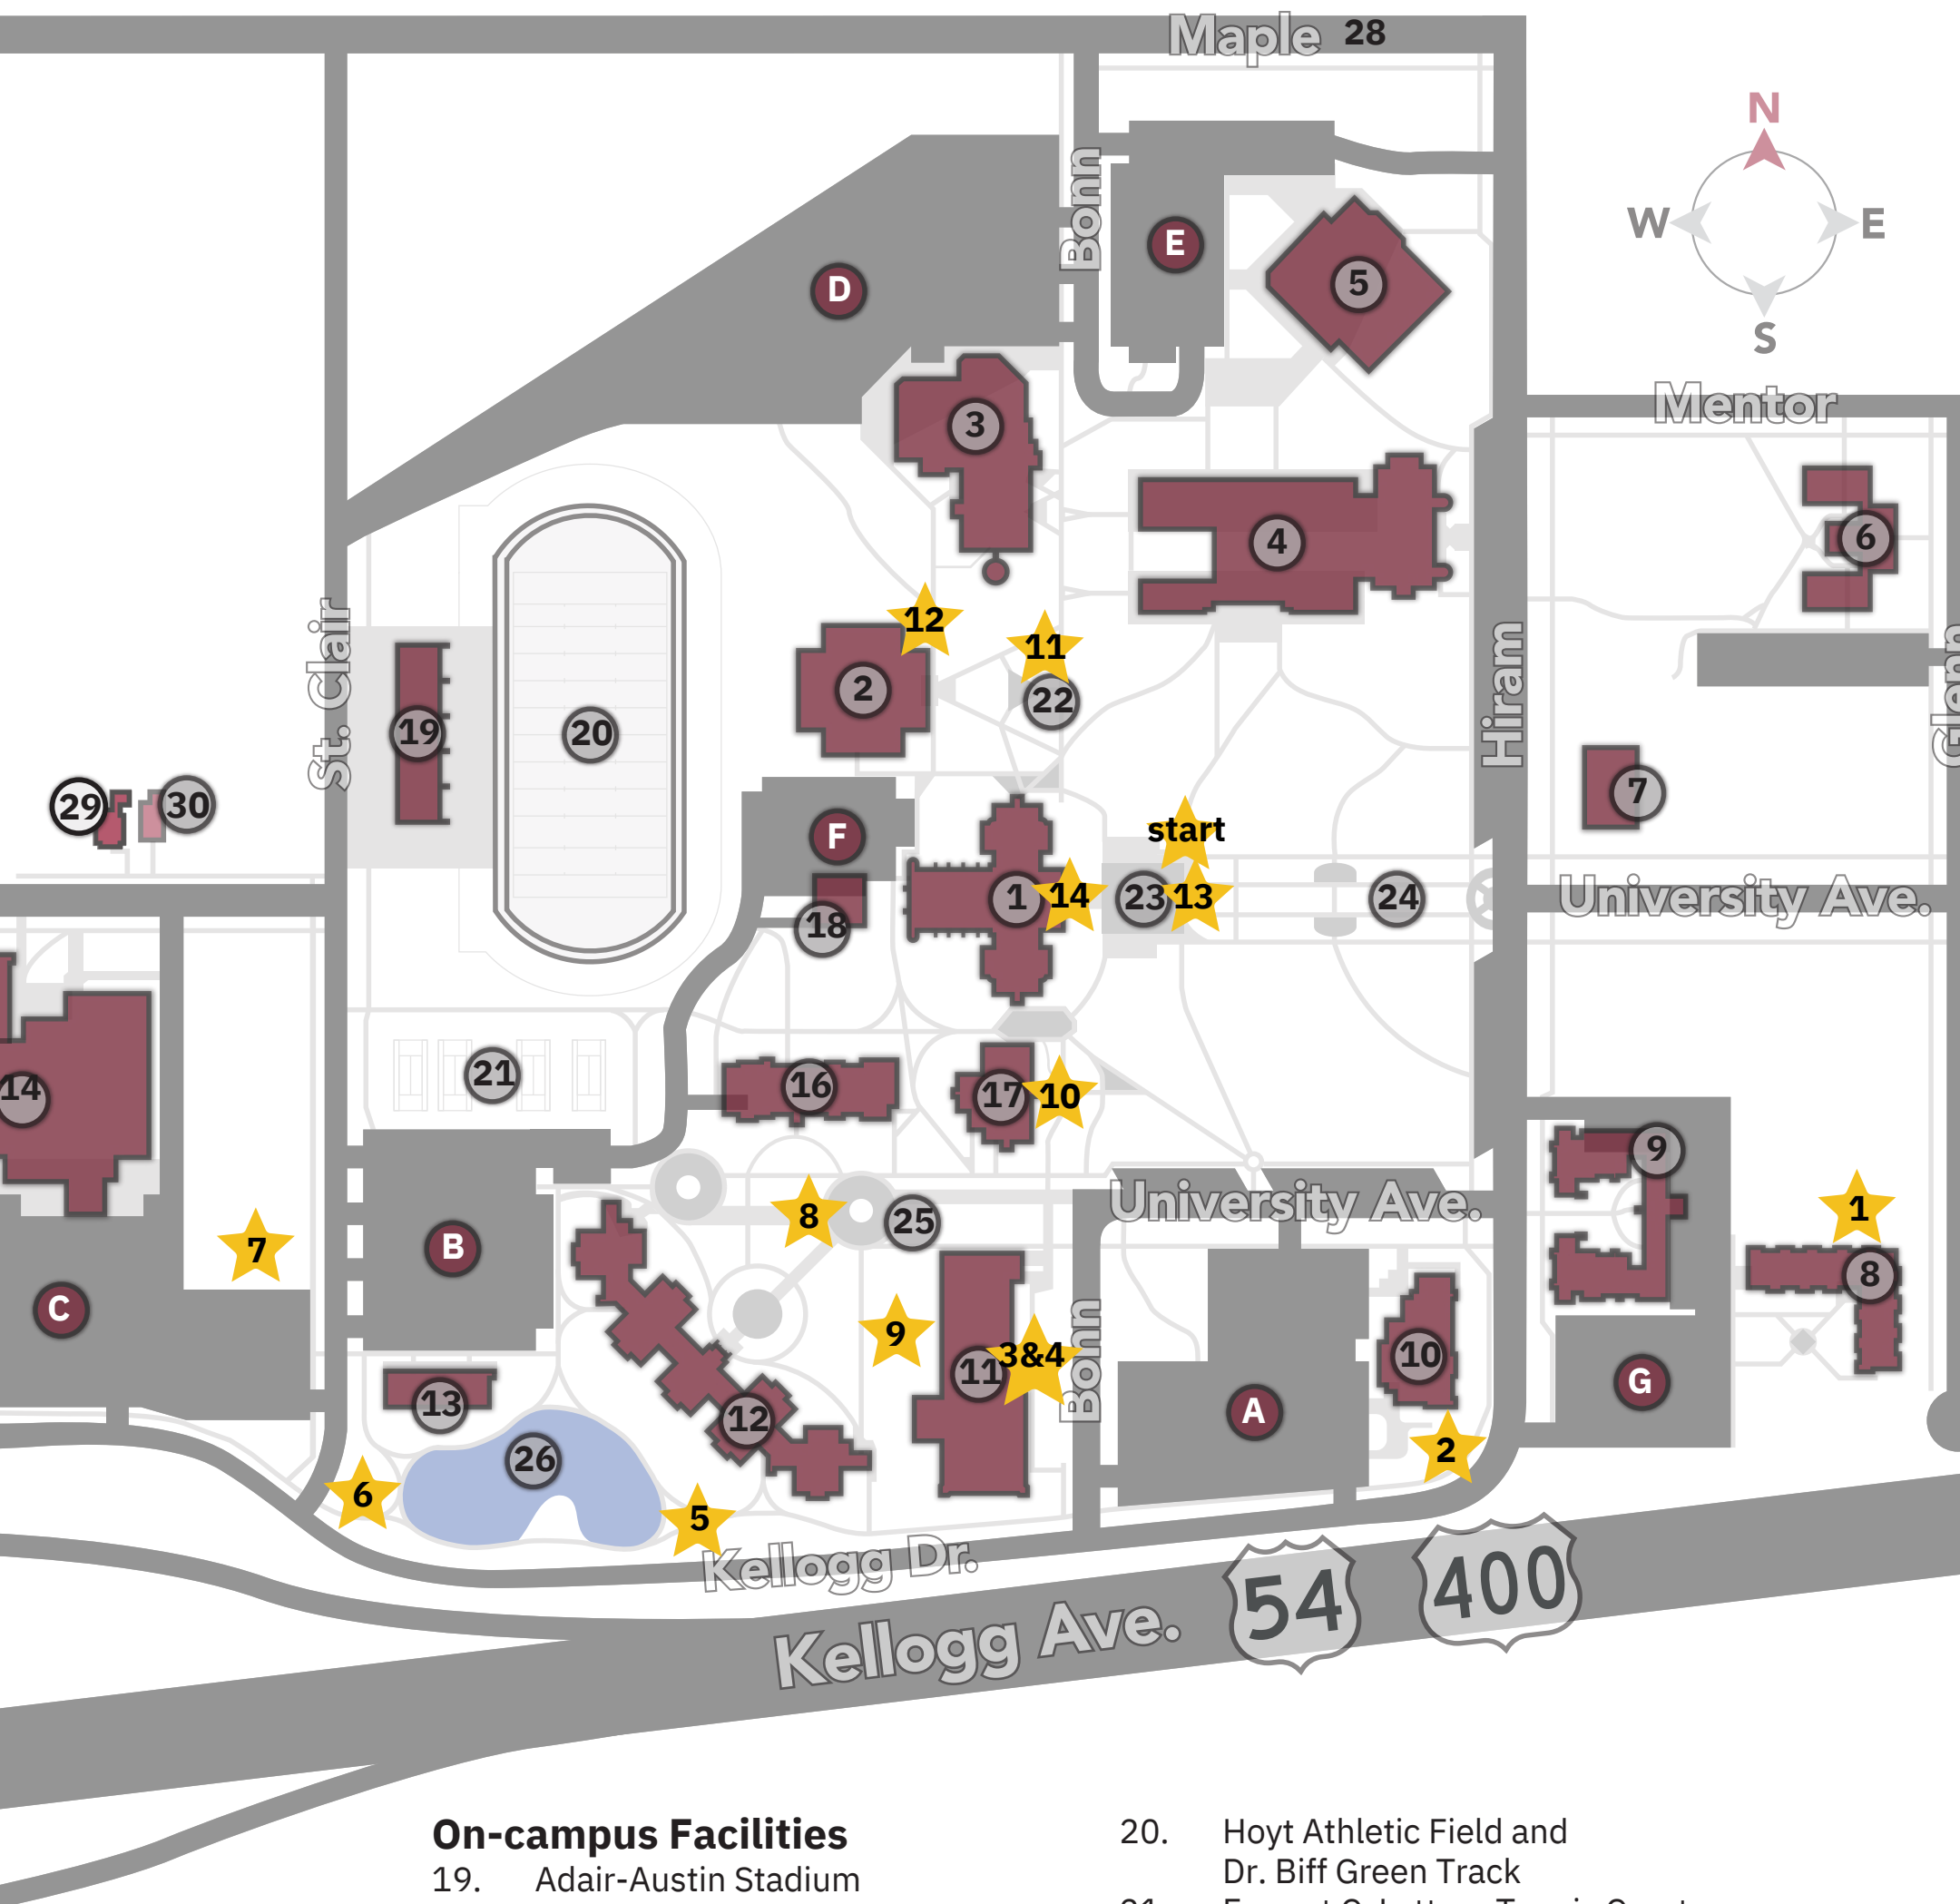 Maple 28
N
Bonn
E
W E
D
5
S
Mentor
3
4
6
12
11
St. Clair
Hiram
Glenn
2
22
19
20
7
29
30
start
F
1
14
23
13
24
University Ave.
18
21
14
16
17
10
9
University Ave.
8
25
1
7
B
8
C
9
3&4
11
Bonn
10
G
13
12
A
26
2
6
5
Kellogg Dr.
54
400
Kellogg Ave.
On-campus Facilities
19. Adair-Austin Stadium
20. Hoyt Athletic Field and
Dr. Biff Green Track